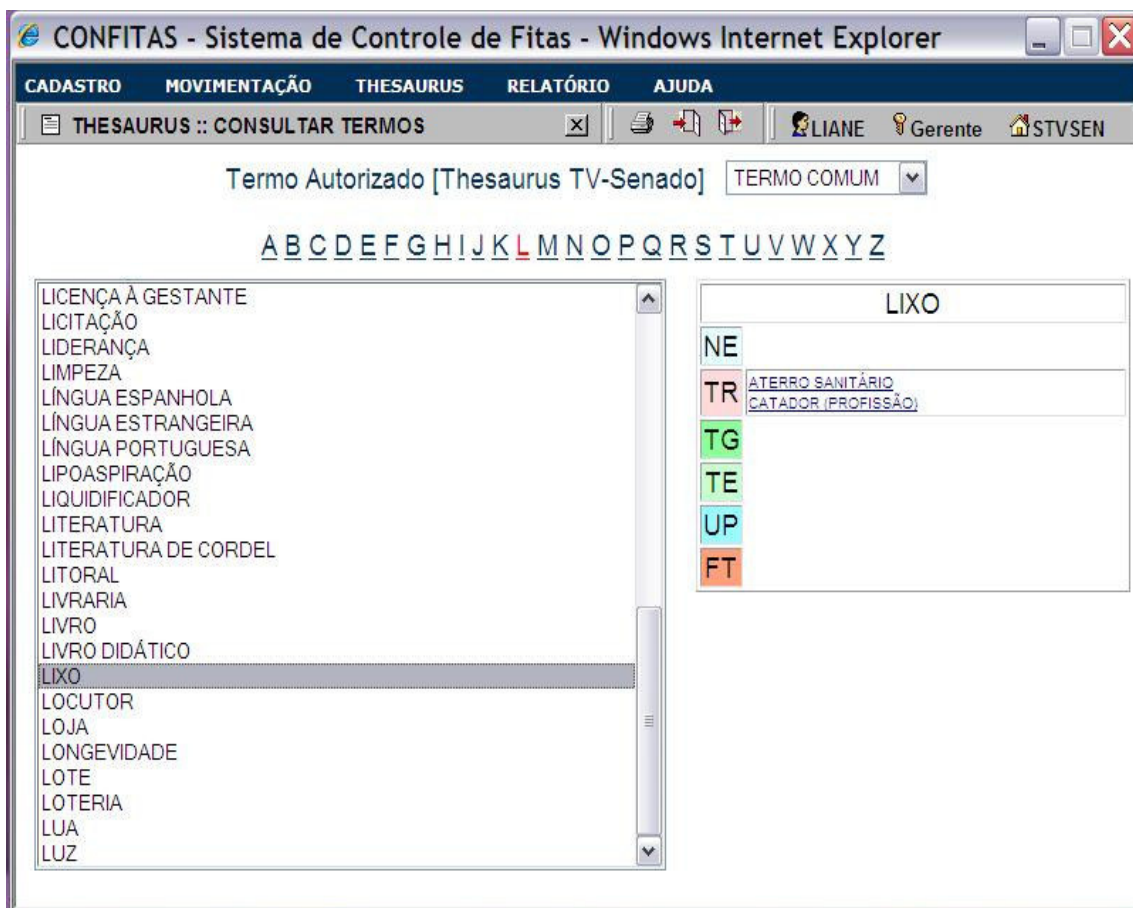 CONFITAS - Sistema de Controle de Fitas - Windows Internet Explorer
CADASTRO MOVIMENTAÇÃO THESAURUS RELATÓRIO AJUDA
THESAURUS :: CONSULTAR TERMOS LIANE Gerente STVSEN
Termo Autorizado [Thesaurus TV-Senado] TERMO COMUM
A B C D E F G H I J K L M N O P Q R S T U V W X Y Z
LICENÇA À GESTANTE
LICITAÇÃO
LIDERANÇA
LIMPEZA
LÍNGUA ESPANHOLA
LÍNGUA ESTRANGEIRA
LÍNGUA PORTUGUESA
LIPOASPIRAÇÃO
LIQUIDIFICADOR
LITERATURA
LITERATURA DE CORDEL
LITORAL
LIVRARIA
LIVRO
LIVRO DIDÁTICO
LIXO
LOCUTOR
LOJA
LONGEVIDADE
LOTE
LOTERIA
LUA
LUZ
LIXO
NE
TR ATERRO SANITÁRIO
CATADOR (PROFISSÃO)
TG
TE
UP
FT